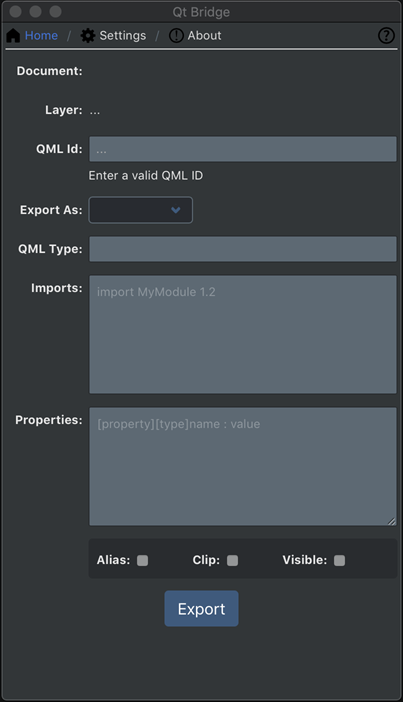 Qt Bridge
Home / Settings / About ?
Document:
Layer: ...
QML Id: ...
Enter a valid QML ID
Export As:
QML Type:
Imports: import MyModule 1.2
Properties: [property][type]name : value
Alias: Clip: Visible:
Export